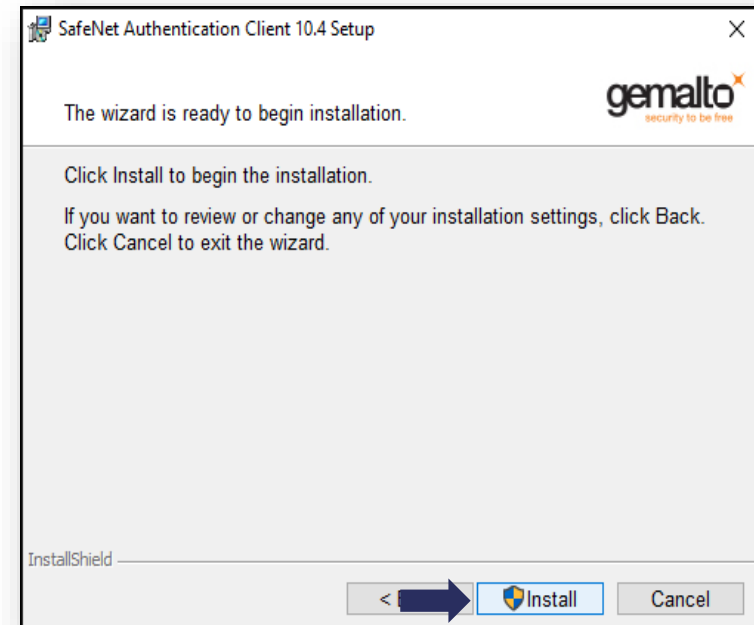 SafeNet Authentication Client 10.4 Setup
gemalto
security to be free
The wizard is ready to begin installation.
Click Install to begin the installation.
If you want to review or change any of your installation settings, click Back.
Click Cancel to exit the wizard.
InstallShield
< Install Cancel